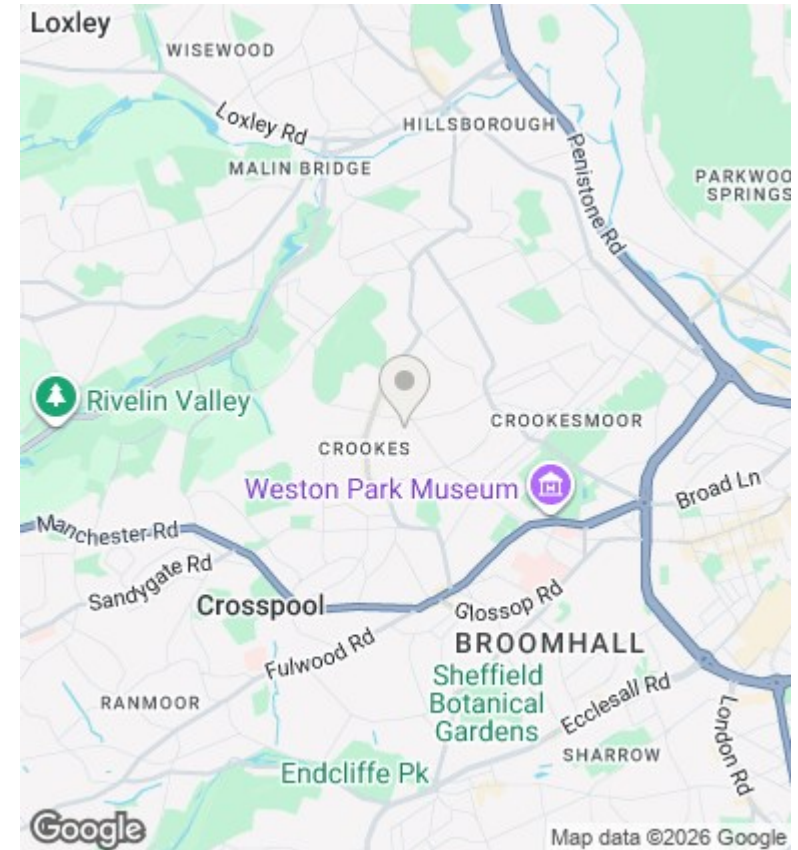 Loxley
WISEWOOD
Loxley Rd
HILLSBOROUGH
MALIN BRIDGE
Penistone Rd
PARKWOO
SPRINGS
Rivelin Valley
CROOKESMOOR
CROOKES
Weston Park Museum
Broad Ln
Manchester Rd
Sandygate Rd
Crosspool
Glossop Rd
Fulwood Rd
BROOMHALL
Sheffield
Botanical
Gardens
Ecclesall Rd
RANMOOR
London Rd
SHARROW
Endcliffe Pk
Google
Map data ©2026 Google